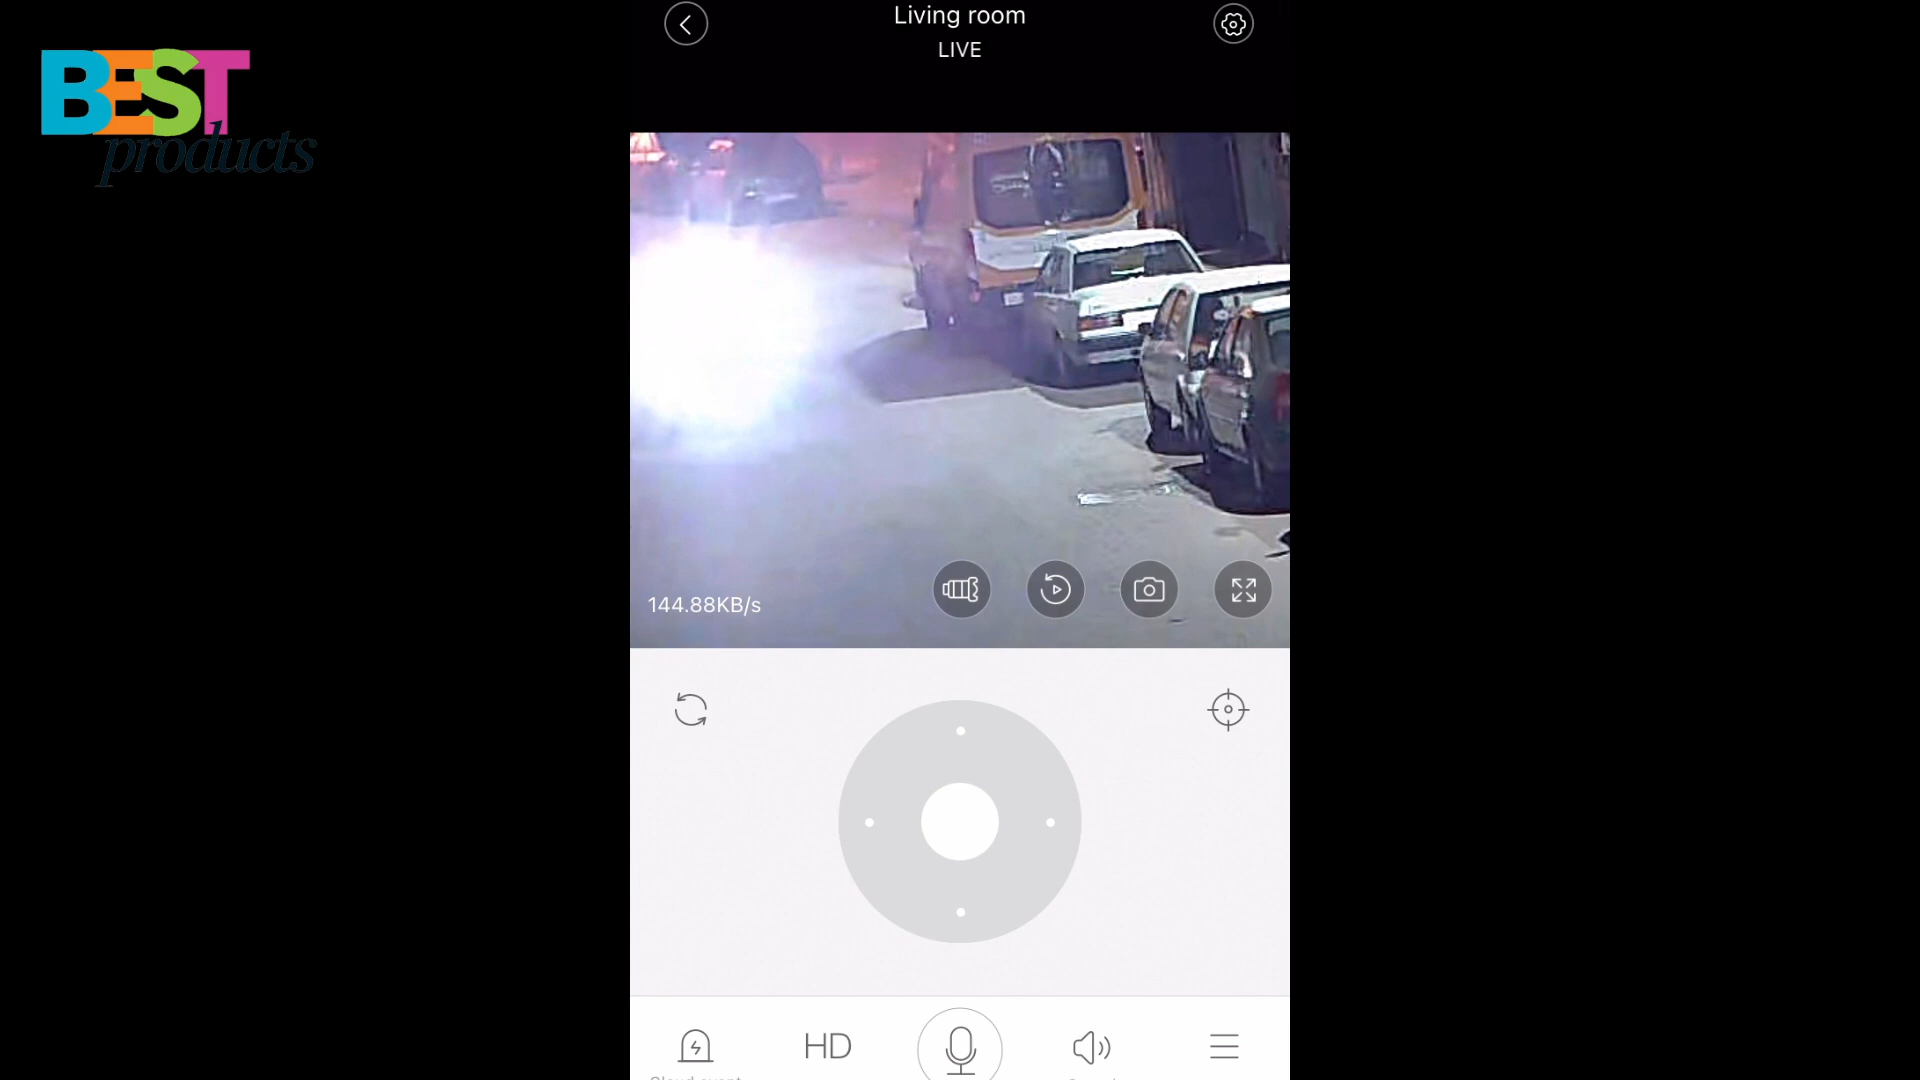 BEST
products
Living room
LIVE
144.88KB/s
HD